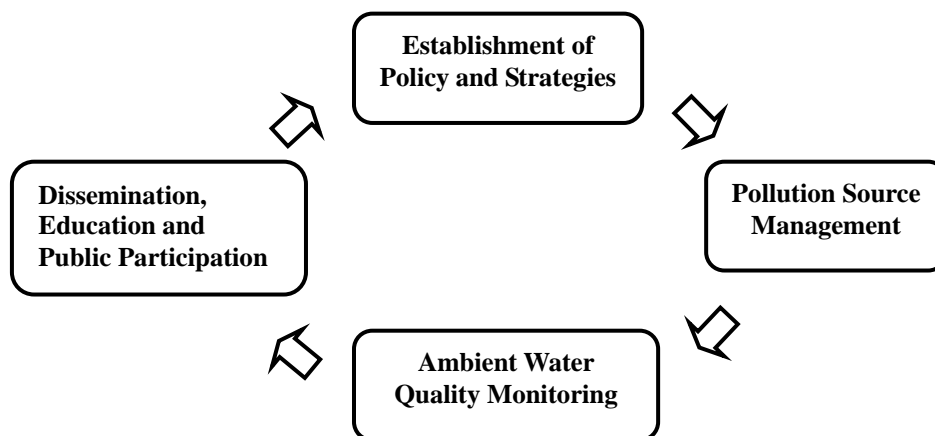 Establishment of
Policy and Strategies
Dissemination,
Education and
Public Participation
Pollution Source
Management
Ambient Water
Quality Monitoring